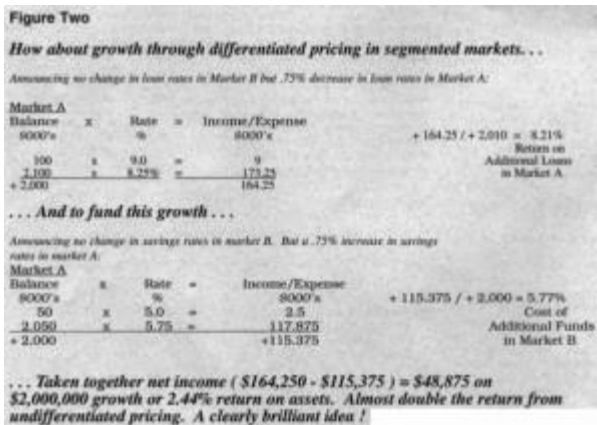 Figure Two
How about growth through differentiated pricing in segmented markets. . .
Announcing no change in loan rates in Market B but .75% decrease in loan rates in Market A:
Market A
Balance x Rate = Income/Expense
$000's % $000's + 164.25 / + 2,010 = 8.21%
Return on
100 x 9.0 = 9 Additional Loans
2,100 x 8.25% = 173.25 in Market A
+ 2,000 164.25
. . . And to fund this growth . . .
Announcing no change in savings rates in market B. But a .75% increase in savings
rates in market A:
Market A
Balance x Rate = Income/Expense
$000's % $000's + 115.375 / + 2,000 = 5.77%
50 x 5.0 = 2.5 Cost of
2.050 x 5.75 = 117.875 Additional Funds
+ 2.000 +115.375 in Market B
. . . Taken together net income ( $164,250 - $115,375 ) = $48,875 on
$2,000,000 growth or 2.44% return on assets. Almost double the return from
undifferentiated pricing. A clearly brilliant idea !